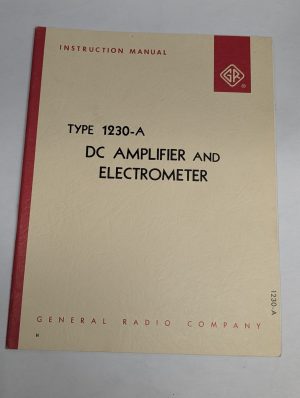 INSTRUCTION MANUAL
GR
®
TYPE 1230-A
DC AMPLIFIER AND
ELECTROMETER
1230-A
GENERAL RADIO COMPANY